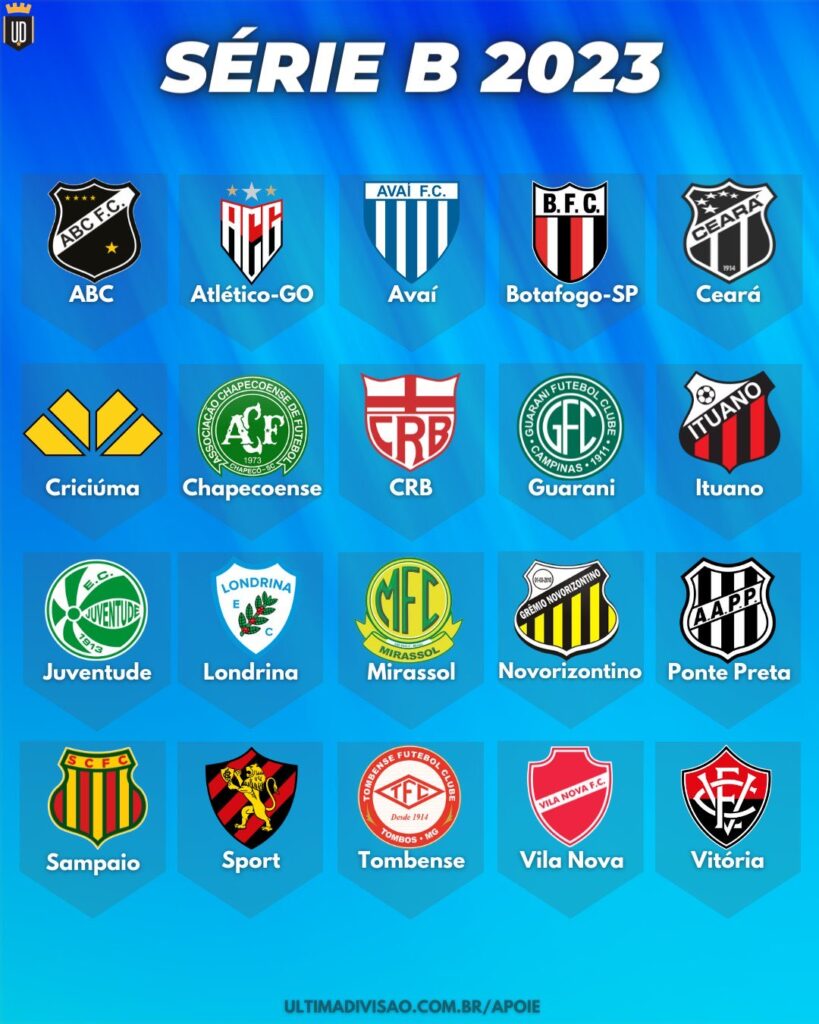 UD
SÉRIE B 2023
ABC F.C.
ACG
AVAÍ F.C.
B.F.C.
CEARÁ
1914
ABC
Atlético-GO
Avaí
Botafogo-SP
Ceará
ASSOCIAÇÃO CHAPECOENSE DE FUTEBOL
ACF
1973
CHAPECÓ-SC
CRB
GUARANI FUTEBOL CLUBE
GFC
CAMPINAS - 1911
ITUANO
Criciúma
Chapecoense
CRB
Guarani
Ituano
E.C.
JUVENTUDE
1913
LONDRINA
E C
MFC
MIRASSOL
GRÊMIO NOVORIZONTINO
A.A.P.P.
Juventude
Londrina
Mirassol
Novorizontino
Ponte Preta
S C F C
TOMBENSE FUTEBOL CLUBE
TFC
Desde 1914
TOMBOS - MG
VILA NOVA F.C.
Sampaio
Sport
Tombense
Vila Nova
Vitória
ULTIMADIVISAO.COM.BR/APOIE